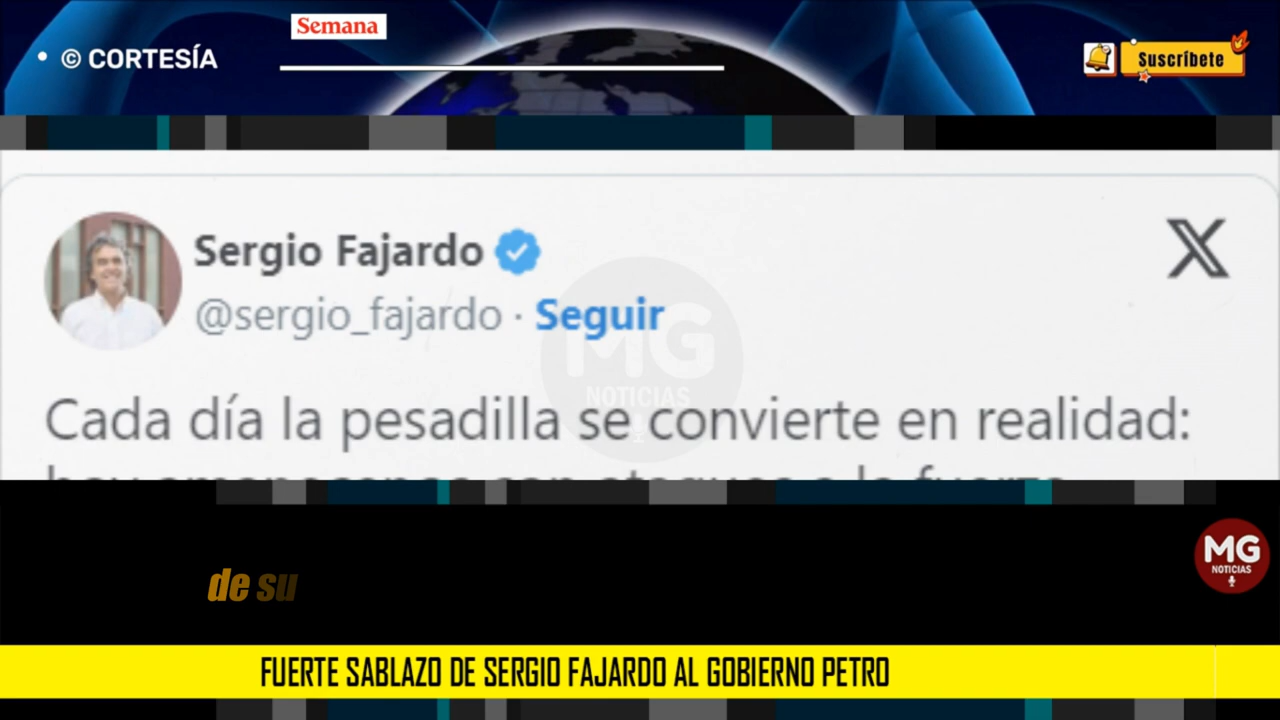 Semana
© CORTESÍA
Suscríbete
Sergio Fajardo
@sergio_fajardo · Seguir
Cada día la pesadilla se convierte en realidad:
MG
NOTICIAS
de su
MG
NOTICIAS
FUERTE SABLAZO DE SERGIO FAJARDO AL GOBIERNO PETRO